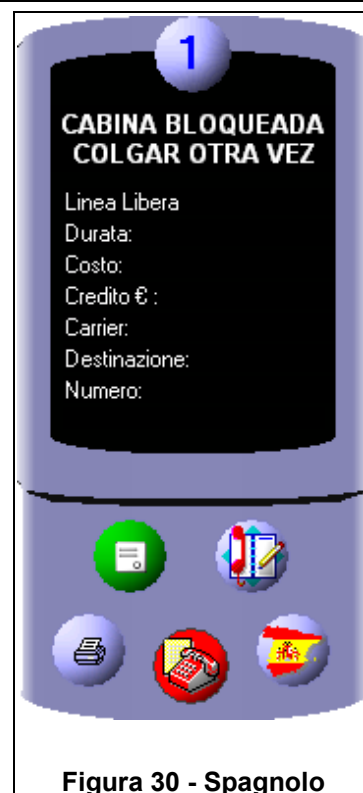 1
CABINA BLOQUEADA
COLGAR OTRA VEZ
Linea Libera
Durata:
Costo:
Credito € :
Carrier:
Destinazione:
Numero:
Figura 30 - Spagnolo